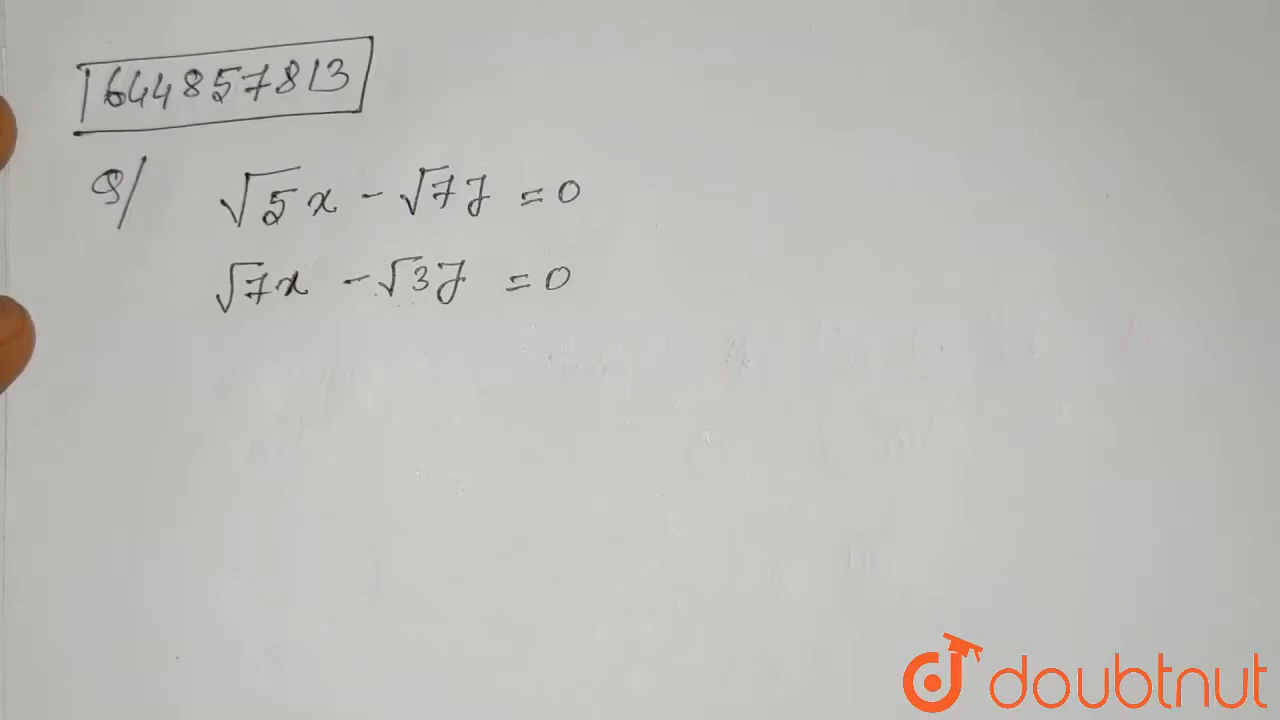 644857813
Q/ √5x - √7y = 0
√7x - √3y = 0
doubtnut